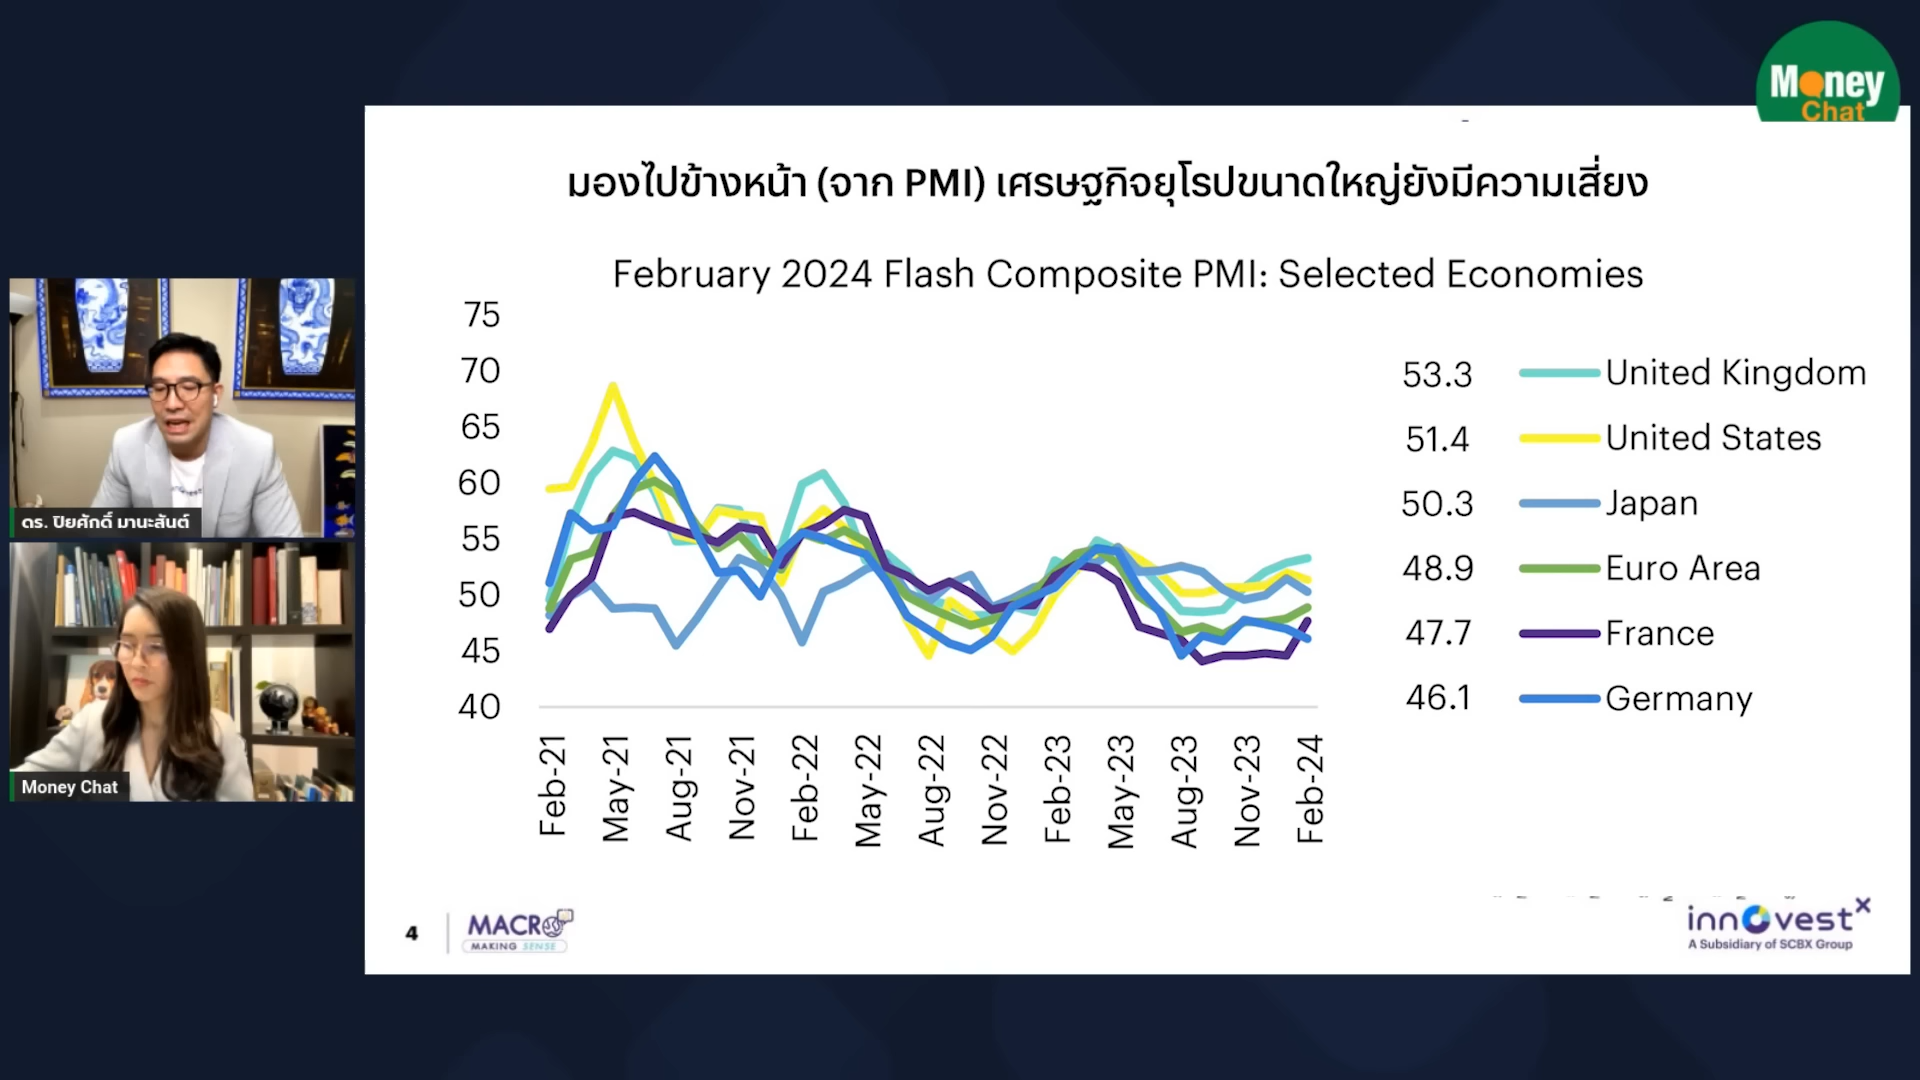 Money
Chat
มองไปข้างหน้า (จาก PMI) เศรษฐกิจยุโรปขนาดใหญ่ยังมีความเสี่ยง
February 2024 Flash Composite PMI: Selected Economies
75
70
65
60
55
50
45
40
Feb-21
May-21
Aug-21
Nov-21
Feb-22
May-22
Aug-22
Nov-22
Feb-23
May-23
Aug-23
Nov-23
Feb-24
53.3 United Kingdom
51.4 United States
50.3 Japan
48.9 Euro Area
47.7 France
46.1 Germany
ดร. ปิยศักดิ์ มานะสันต์
Money Chat
4
MACRO
MAKING SENSE
innovestX
A Subsidiary of SCBX Group